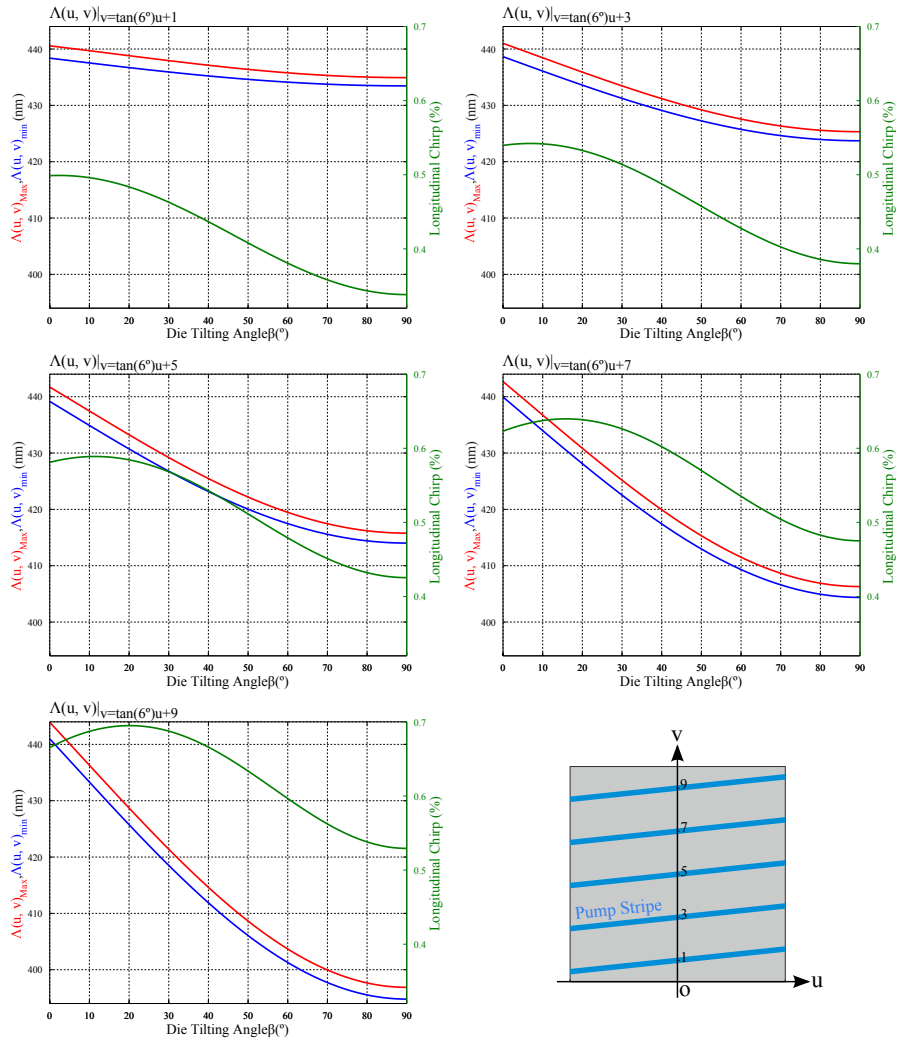 Λ(u, v)|v=tan(6º)u+1
440
430
420
410
400
0.7
0.6
0.5
0.4
0 10 20 30 40 50 60 70 80 90
Λ(u, v)Max,Λ(u, v)min (nm)
Longitudinal Chirp (%)
Die Tilting Angleβ(º)
Λ(u, v)|v=tan(6º)u+3
440
430
420
410
400
0.7
0.6
0.5
0.4
0 10 20 30 40 50 60 70 80 90
Λ(u, v)Max,Λ(u, v)min (nm)
Longitudinal Chirp (%)
Die Tilting Angleβ(º)
Λ(u, v)|v=tan(6º)u+5
440
430
420
410
400
0.7
0.6
0.5
0.4
0 10 20 30 40 50 60 70 80 90
Λ(u, v)Max,Λ(u, v)min (nm)
Longitudinal Chirp (%)
Die Tilting Angleβ(º)
Λ(u, v)|v=tan(6º)u+7
440
430
420
410
400
0.7
0.6
0.5
0.4
0 10 20 30 40 50 60 70 80 90
Λ(u, v)Max,Λ(u, v)min (nm)
Longitudinal Chirp (%)
Die Tilting Angleβ(º)
Λ(u, v)|v=tan(6º)u+9
440
430
420
410
400
0.7
0.6
0.5
0.4
0 10 20 30 40 50 60 70 80 90
Λ(u, v)Max,Λ(u, v)min (nm)
Longitudinal Chirp (%)
Die Tilting Angleβ(º)
v
9
7
5
Pump Stripe
3
1
o
u